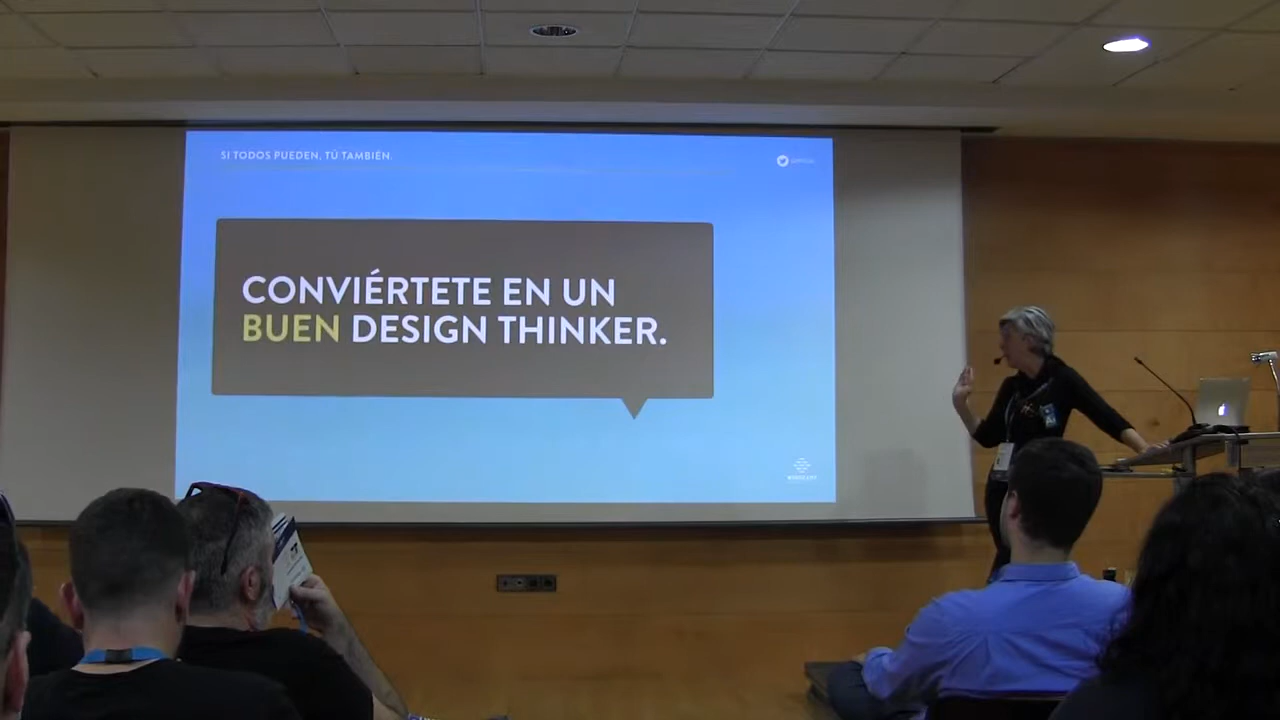 SI TODOS PUEDEN, TÚ TAMBIÉN.
CONVIÉRTETE EN UN
BUEN DESIGN THINKER.